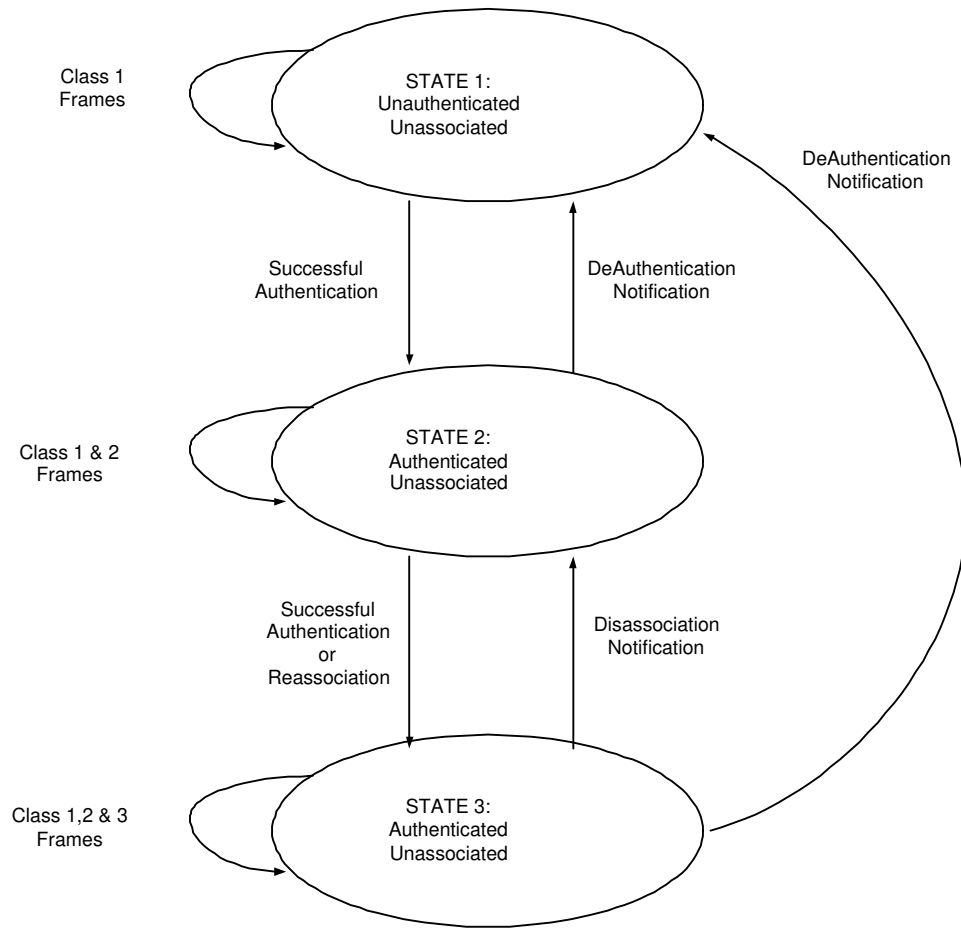 Class 1
Frames
STATE 1:
Unauthenticated
Unassociated
DeAuthentication
Notification
Successful
Authentication
DeAuthentication
Notification
Class 1 & 2
Frames
STATE 2:
Authenticated
Unassociated
Successful
Authentication
or
Reassociation
Disassociation
Notification
Class 1,2 & 3
Frames
STATE 3:
Authenticated
Unassociated